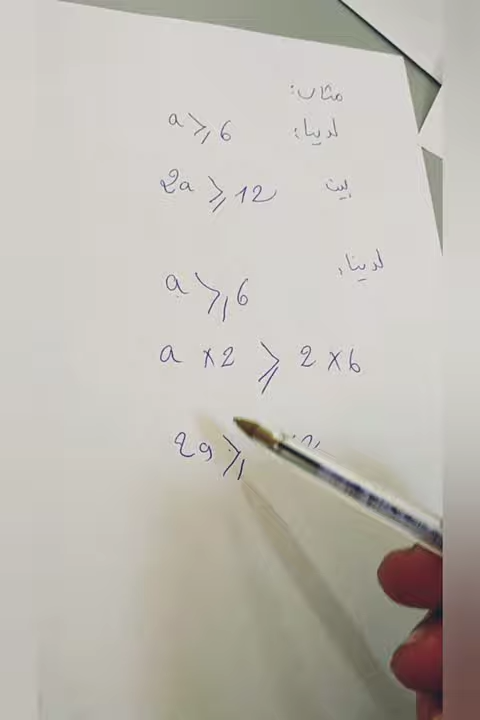 مثال:
لدينا: a ⩾ 6
بين 2a ⩾ 12
لدينا:
a ⩾ 6
a × 2 ⩾ 2 × 6
2a ⩾